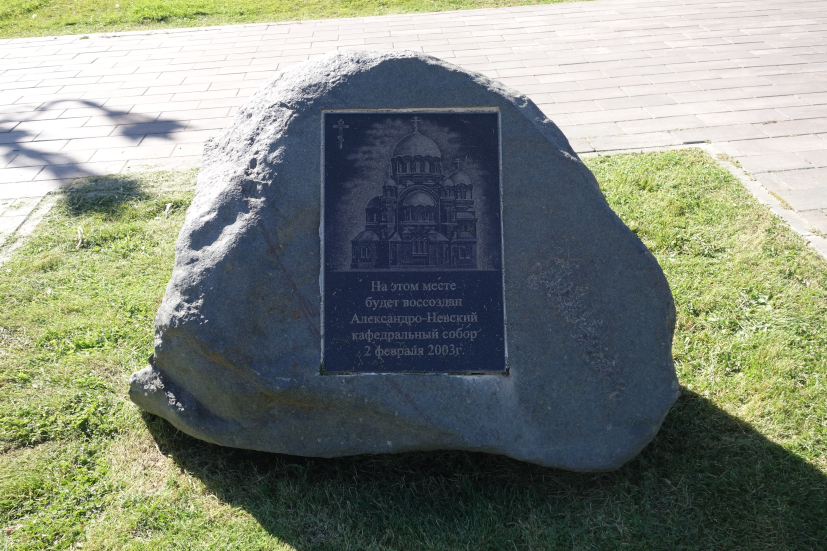 На этом месте
будет воссоздан
Александро-Невский
кафедральный собор
2 февраля 2003г.